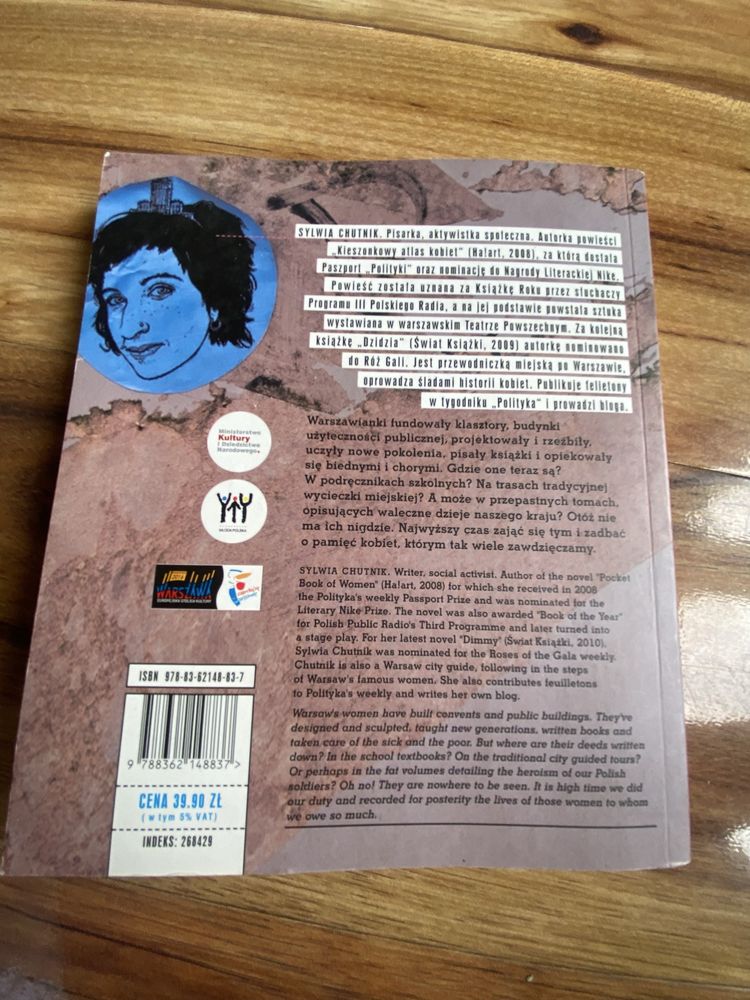 SYLWIA CHUTNIK. Pisarka, aktywistka społeczna. Autorka powieści
„Kieszonkowy atlas kobiet" (Ha!art, 2008), za którą dostała
Paszport „Polityki" oraz nominację do Nagrody Literackiej Nike.
Powieść została uznana za Książkę Roku przez słuchaczy
Programu III Polskiego Radia, a na jej podstawie powstała sztuka
wystawiana w warszawskim Teatrze Powszechnym. Za kolejną
książkę „Dzidzia" (Świat Książki, 2009) autorkę nominowano
do Róż Gali. Jest przewodniczką miejską po Warszawie,
oprowadza śladami historii kobiet. Publikuje felietony
w tygodniku „Polityka" i prowadzi bloga.
Warszawianki fundowały klasztory, budynki
użyteczności publicznej, projektowały i rzeźbiły,
uczyły nowe pokolenia, pisały książki i opiekowały
się biednymi i chorymi. Gdzie one teraz są?
W podręcznikach szkolnych? Na trasach tradycyjnej
wycieczki miejskiej? A może w przepastnych tomach,
opisujących waleczne dzieje naszego kraju? Otóż nie
ma ich nigdzie. Najwyższy czas zająć się tym i zadbać
o pamięć kobiet, którym tak wiele zawdzięczamy.
SYLWIA CHUTNIK. Writer, social activist. Author of the novel "Pocket
Book of Women" (Ha!art, 2008) for which she received in 2008
the Polityka's weekly Passport Prize and was nominated for the
Literary Nike Prize. The novel was also awarded "Book of the Year"
for Polish Public Radio's Third Programme and later turned into
a stage play. For her latest novel "Dimmy" (Świat Książki, 2010),
Sylwia Chutnik was nominated for the Roses of the Gala weekly.
Chutnik is also a Warsaw city guide, following in the steps
of Warsaw's famous women. She also contributes feuilletons
to Polityka's weekly and writes her own blog.
Warsaw's women have built convents and public buildings. They've
designed and sculpted, taught new generations, written books and
taken care of the sick and the poor. But where are their deeds written
down? In the school textbooks? On the traditional city guided tours?
Or perhaps in the fat volumes detailing the heroism of our Polish
soldiers? Oh no! They are nowhere to be seen. It is high time we did
our duty and recorded for posterity the lives of those women to whom
we owe so much.
Ministerstwo
Kultury
i Dziedzictwa
Narodowego.
MŁODA POLSKA
WARSZAWA
EUROPEJSKA STOLICA KULTURY
ISBN 978-83-62148-83-7
9 788362 148837 >
CENA 39.90 ZŁ
(w tym 5% VAT)
INDEKS: 268429